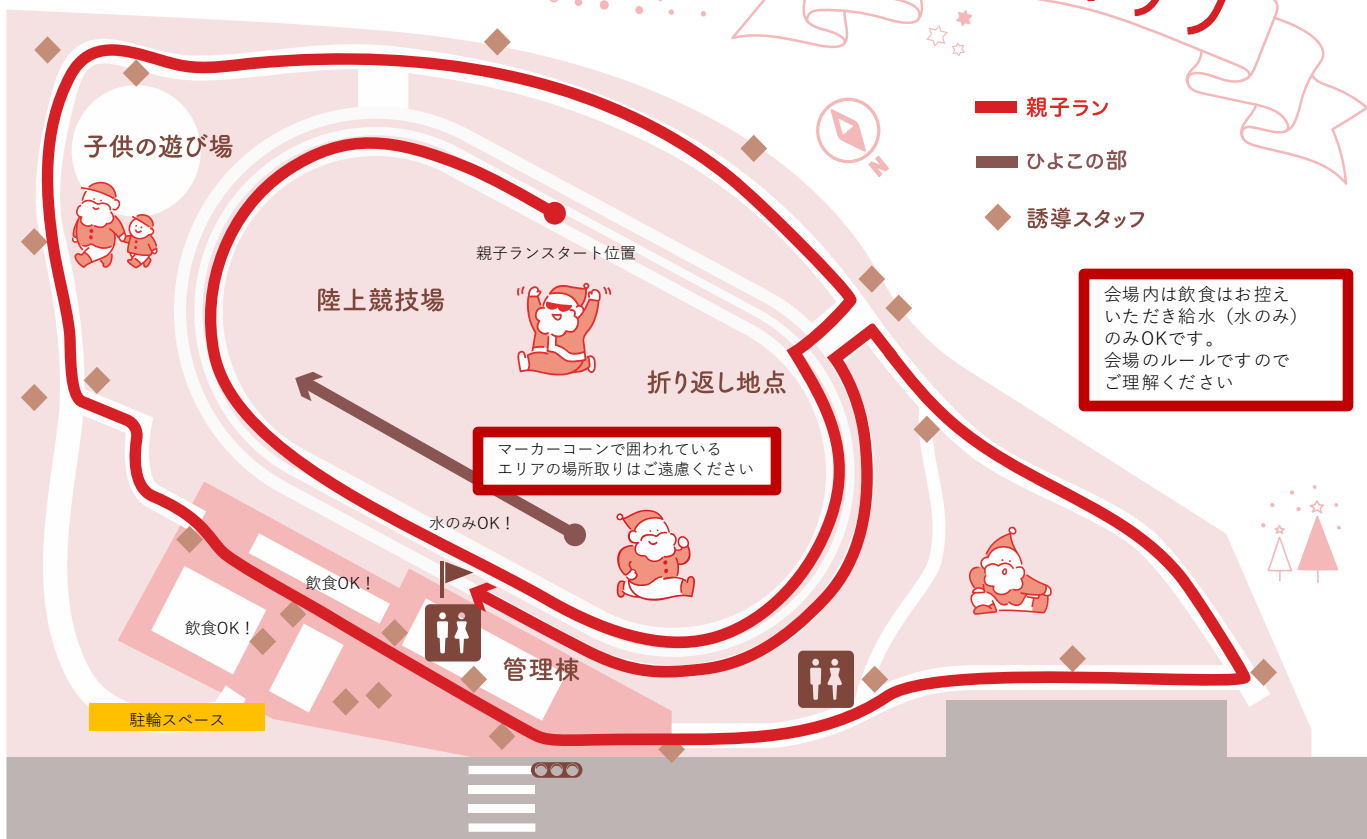 親子ラン
ひよこの部
誘導スタッフ
N
子供の遊び場
親子ランスタート位置
陸上競技場
折り返し地点
会場内は飲食はお控え
いただき給水（水のみ）
のみOKです。
会場のルールですので
ご理解ください
マーカーコーンで囲われている
エリアの場所取りはご遠慮ください
水のみOK！
飲食OK！
飲食OK！
管理棟
駐輪スペース